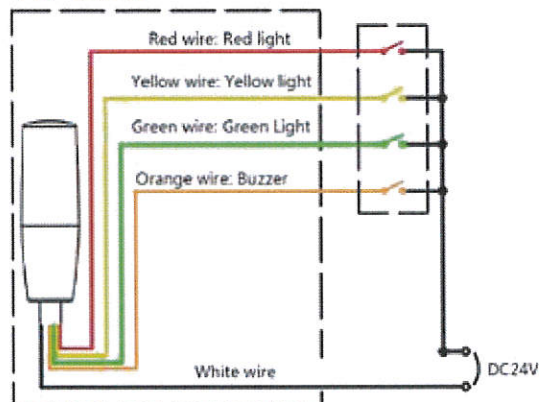 Red wire: Red light
Yellow wire: Yellow light
Green wire: Green Light
Orange wire: Buzzer
White wire
DC24V